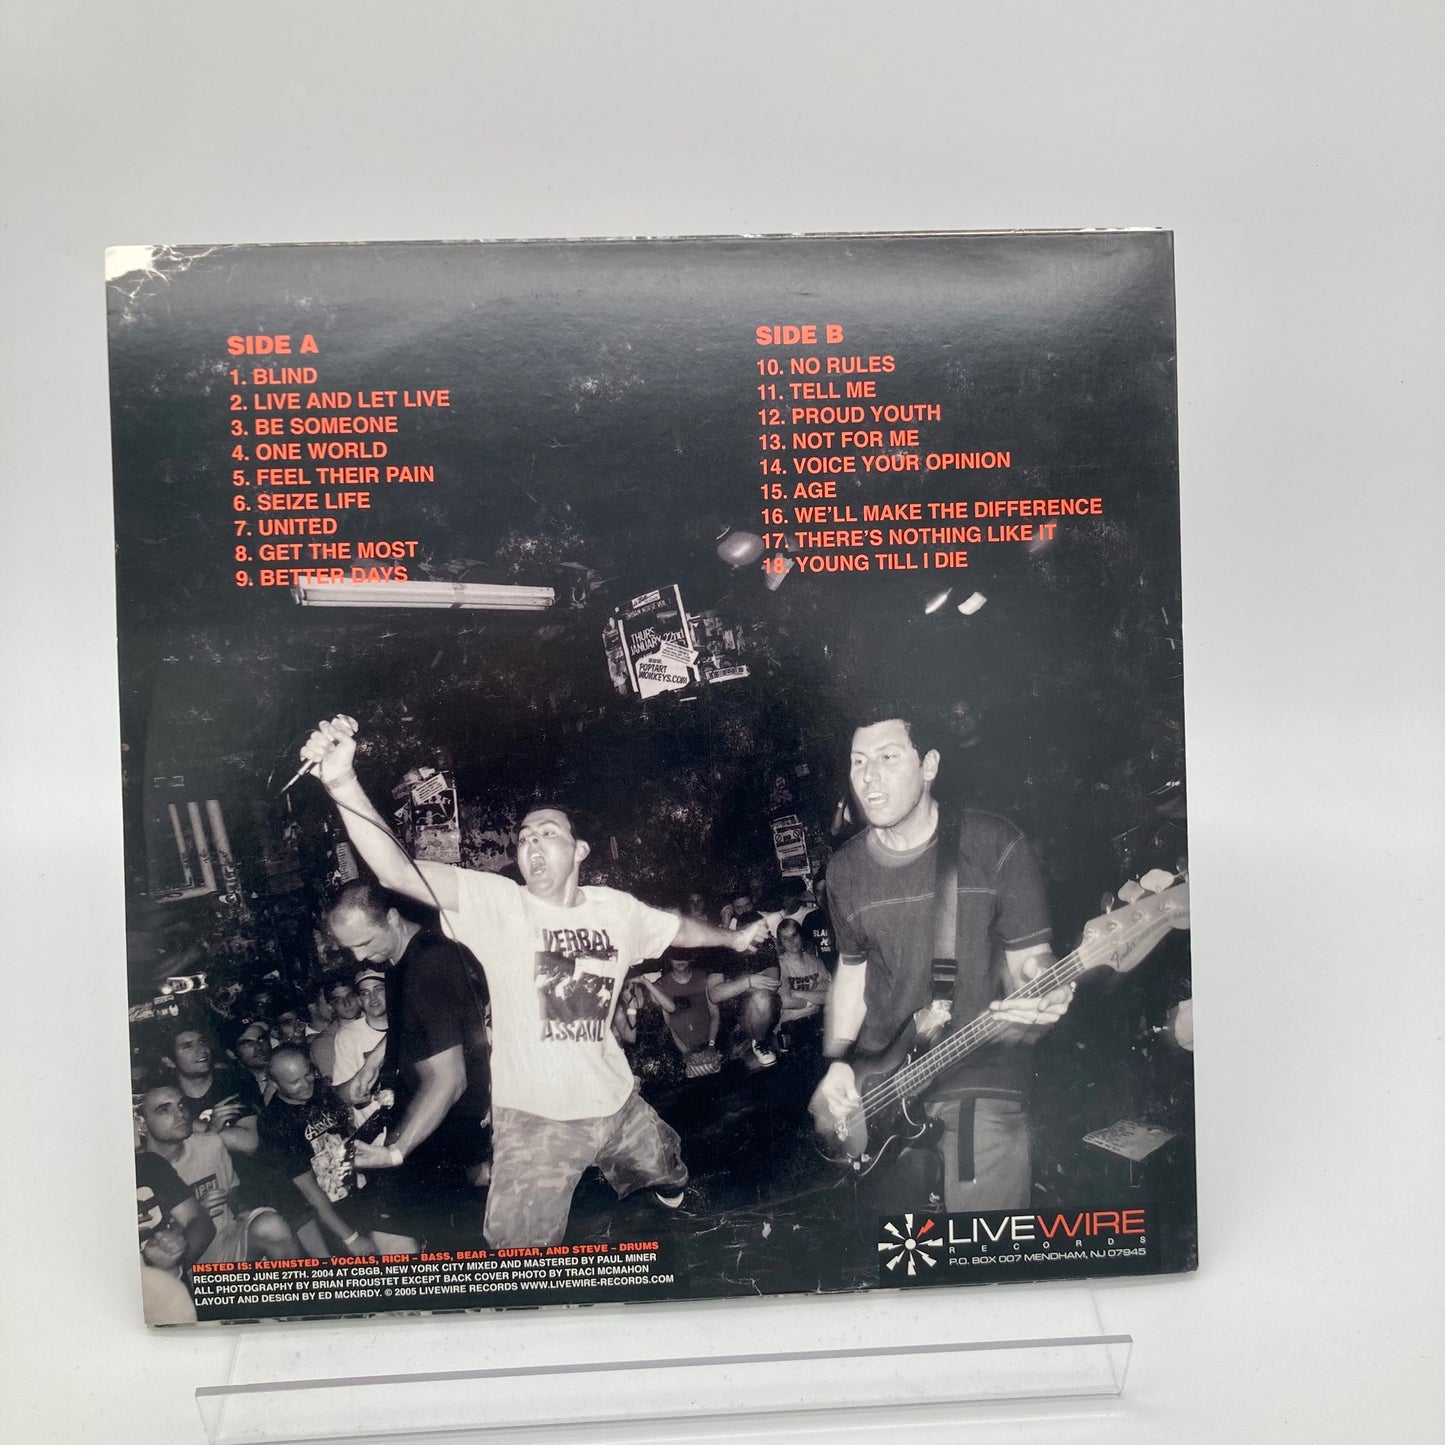 SIDE A
1. BLIND
2. LIVE AND LET LIVE
3. BE SOMEONE
4. ONE WORLD
5. FEEL THEIR PAIN
6. SEIZE LIFE
7. UNITED
8. GET THE MOST
9. BETTER DAYS
SIDE B
10. NO RULES
11. TELL ME
12. PROUD YOUTH
13. NOT FOR ME
14. VOICE YOUR OPINION
15. AGE
16. WE'LL MAKE THE DIFFERENCE
17. THERE'S NOTHING LIKE IT
18. YOUNG TILL I DIE
THURS
JANUARY 22nd
WWW
POPTART
MONKEYS.COM
VERBAL
ASSAULT
Fender
INSTED IS: KEVINSTED – VOCALS, RICH – BASS, BEAR – GUITAR, AND STEVE – DRUMS
RECORDED JUNE 27TH. 2004 AT CBGB, NEW YORK CITY MIXED AND MASTERED BY PAUL MINER
ALL PHOTOGRAPHY BY BRIAN FROUSTET EXCEPT BACK COVER PHOTO BY TRACI MCMAHON
LAYOUT AND DESIGN BY ED MCKIRDY. © 2005 LIVEWIRE RECORDS WWW.LIVEWIRE-RECORDS.COM
LIVEWIRE
RECORDS
P.O. BOX 007 MENDHAM, NJ 07945